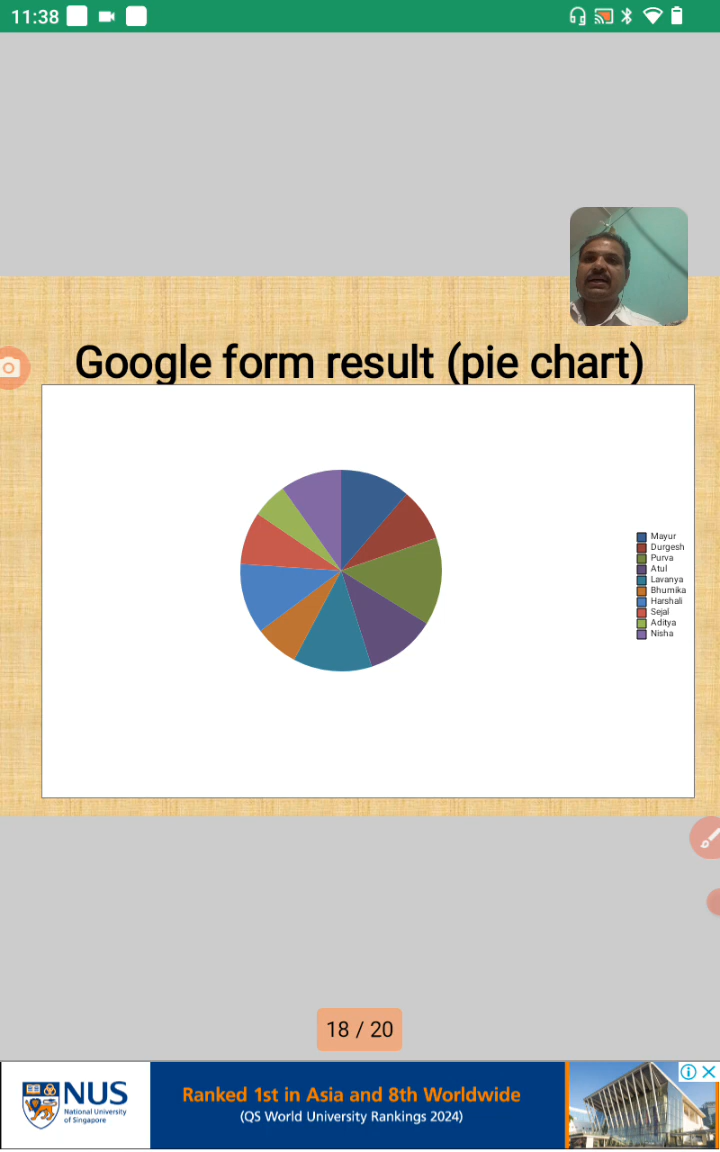 11:38
Google form result (pie chart)
Mayur
Durgesh
Purva
Atul
Lavanya
Bhumika
Harshali
Sejal
Aditya
Nisha
18 / 20
NUS
National University
of Singapore
Ranked 1st in Asia and 8th Worldwide
(QS World University Rankings 2024)